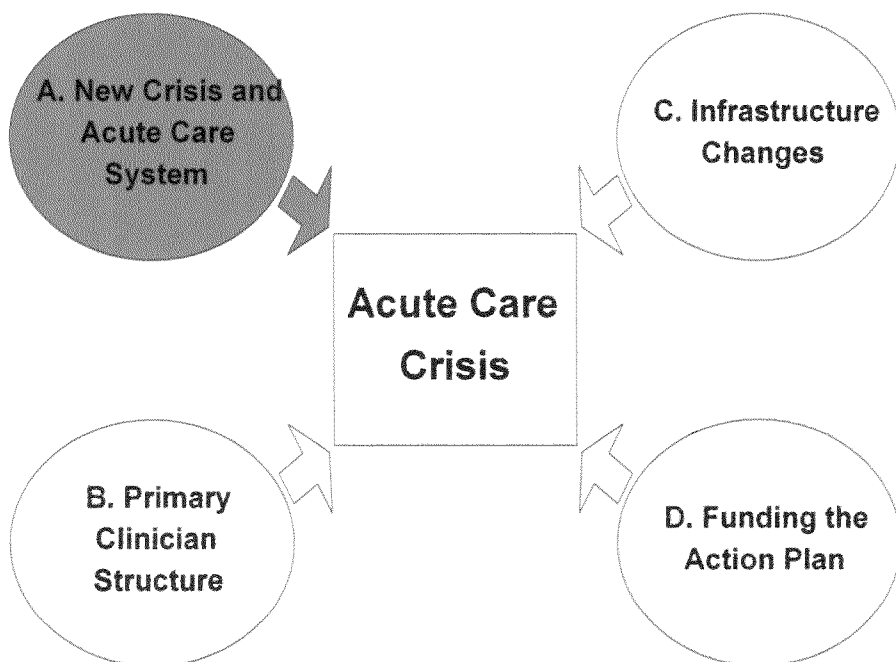 A. New Crisis and
Acute Care
System
C. Infrastructure
Changes
Acute Care
Crisis
B. Primary
Clinician
Structure
D. Funding the
Action Plan